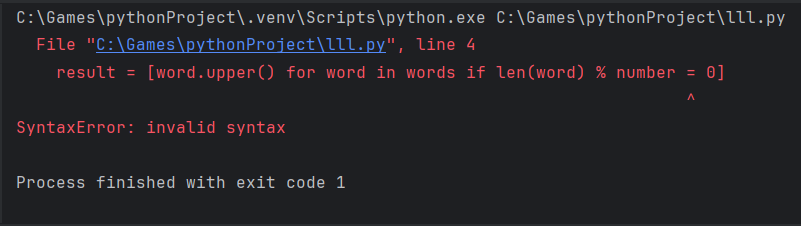 C:\Games\pythonProject\.venv\Scripts\python.exe C:\Games\pythonProject\lll.py
  File "C:\Games\pythonProject\lll.py", line 4
    result = [word.upper() for word in words if len(word) % number = 0]
                                                                   ^
SyntaxError: invalid syntax

Process finished with exit code 1